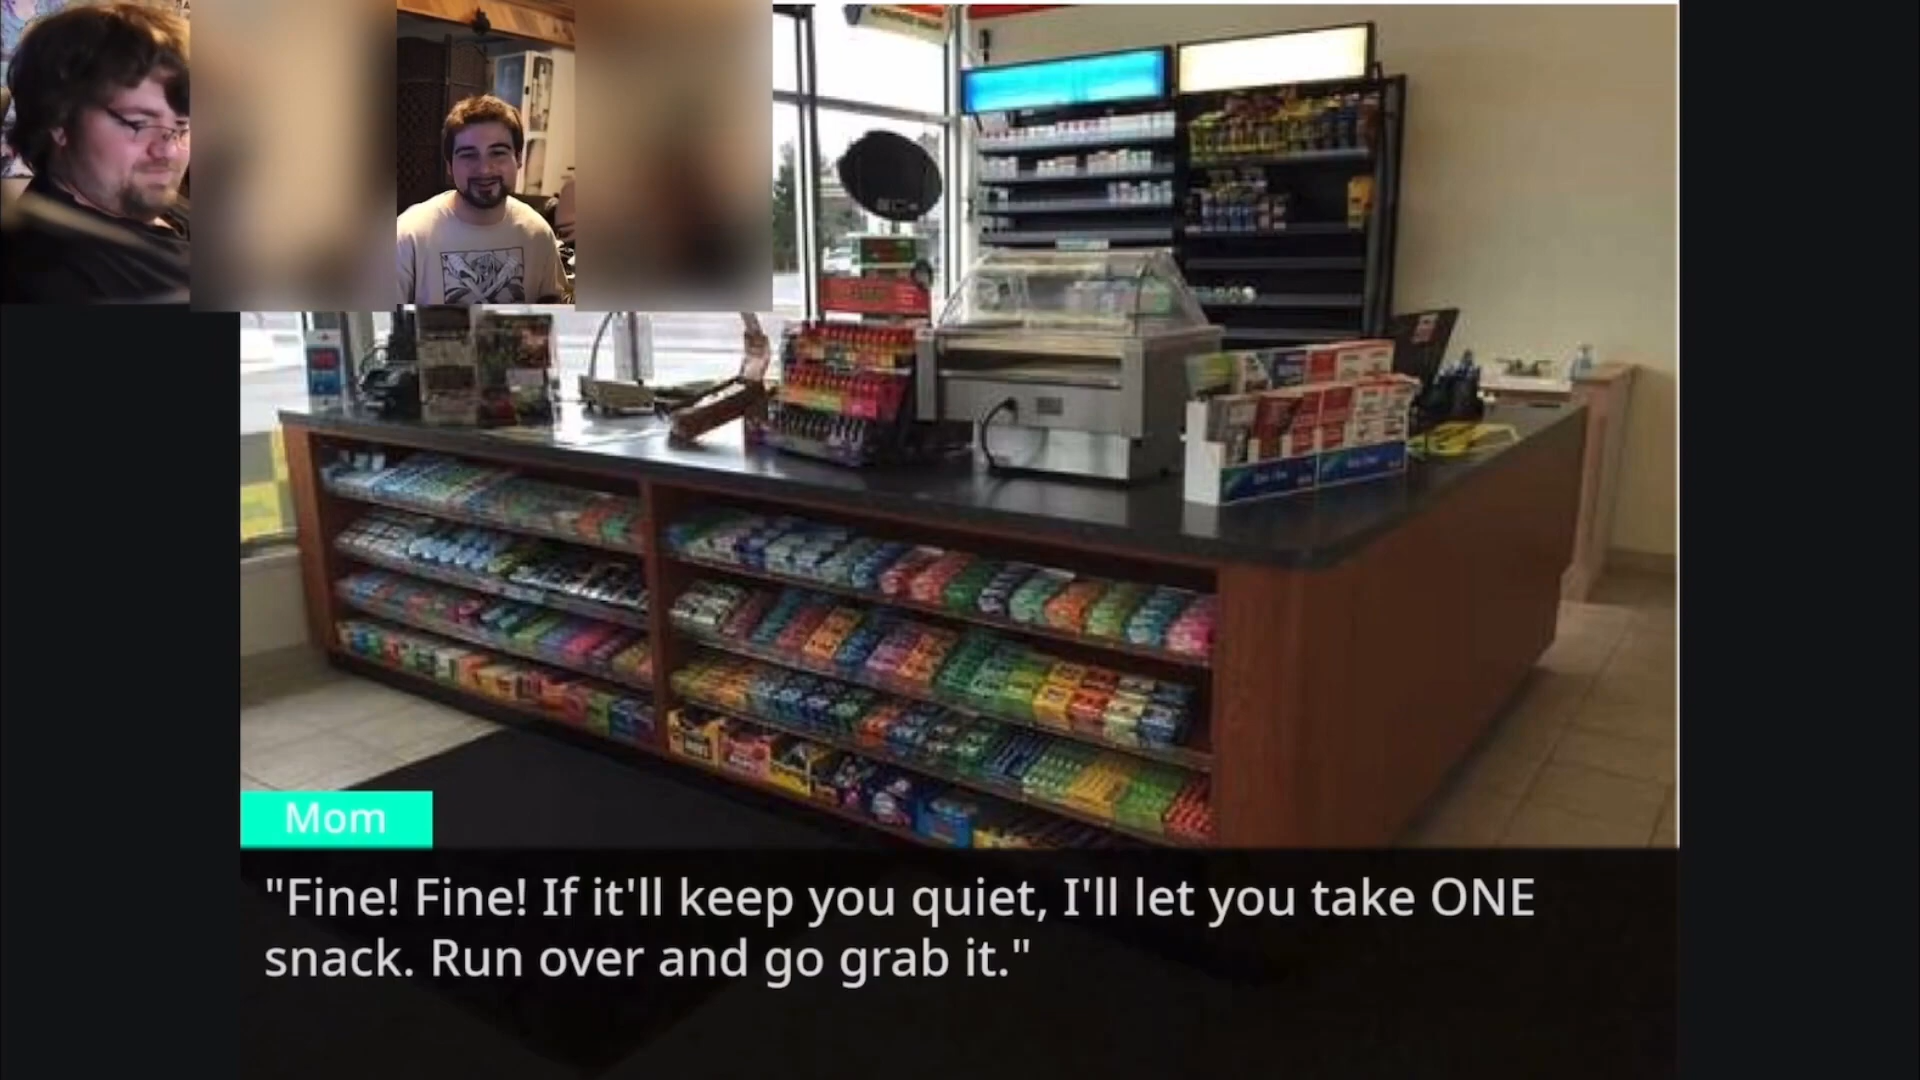 Mom
"Fine! Fine! If it'll keep you quiet, I'll let you take ONE
snack. Run over and go grab it."